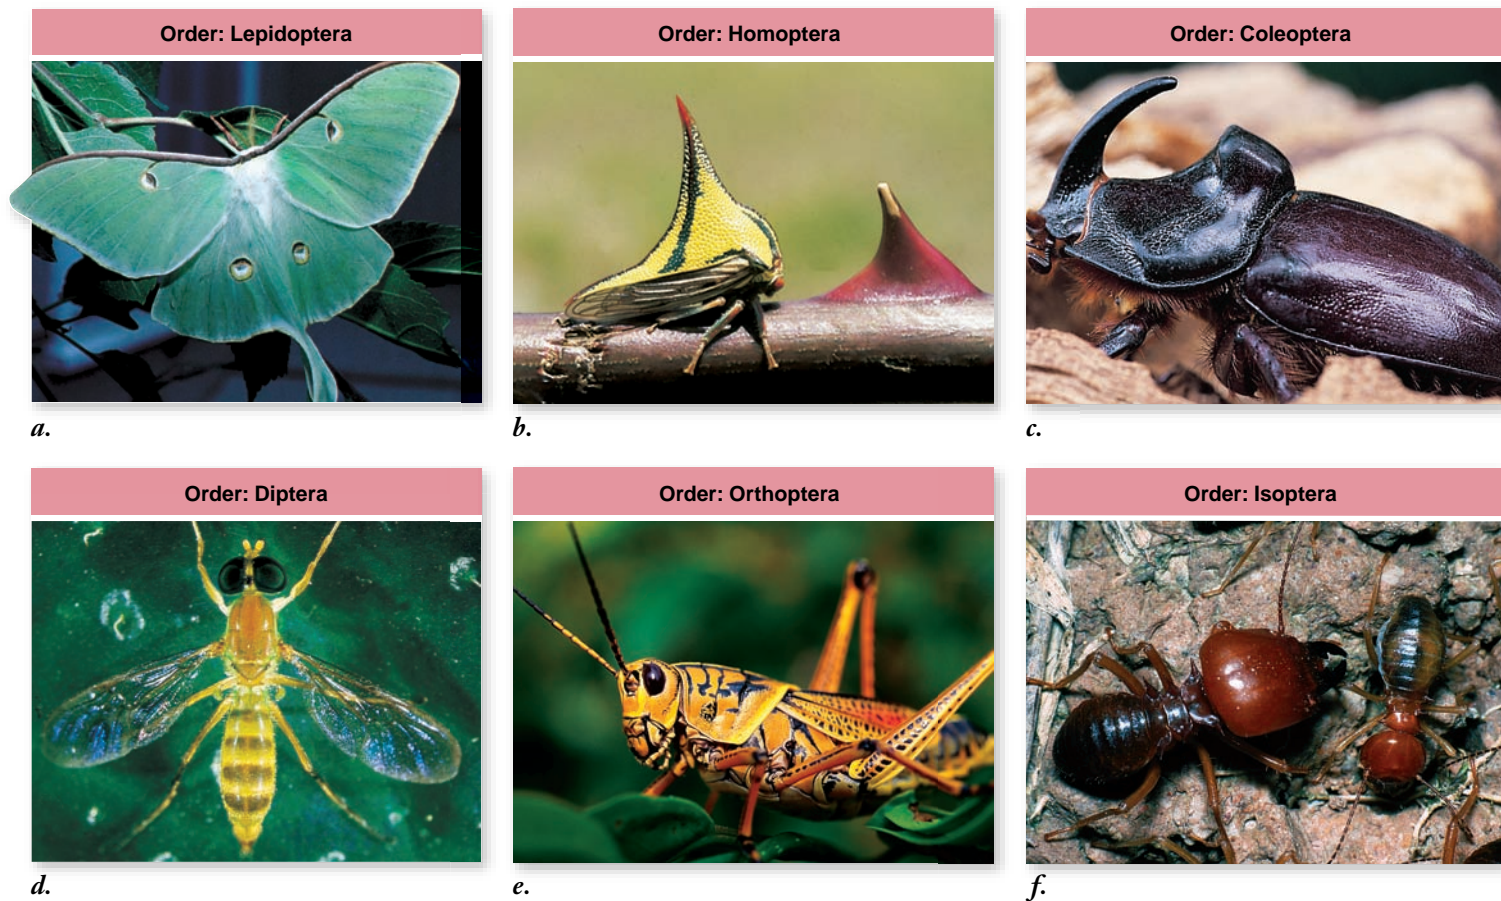 Order: Lepidoptera
Order: Homoptera
Order: Coleoptera
a.
b.
c.
Order: Diptera
Order: Orthoptera
Order: Isoptera
d.
e.
f.